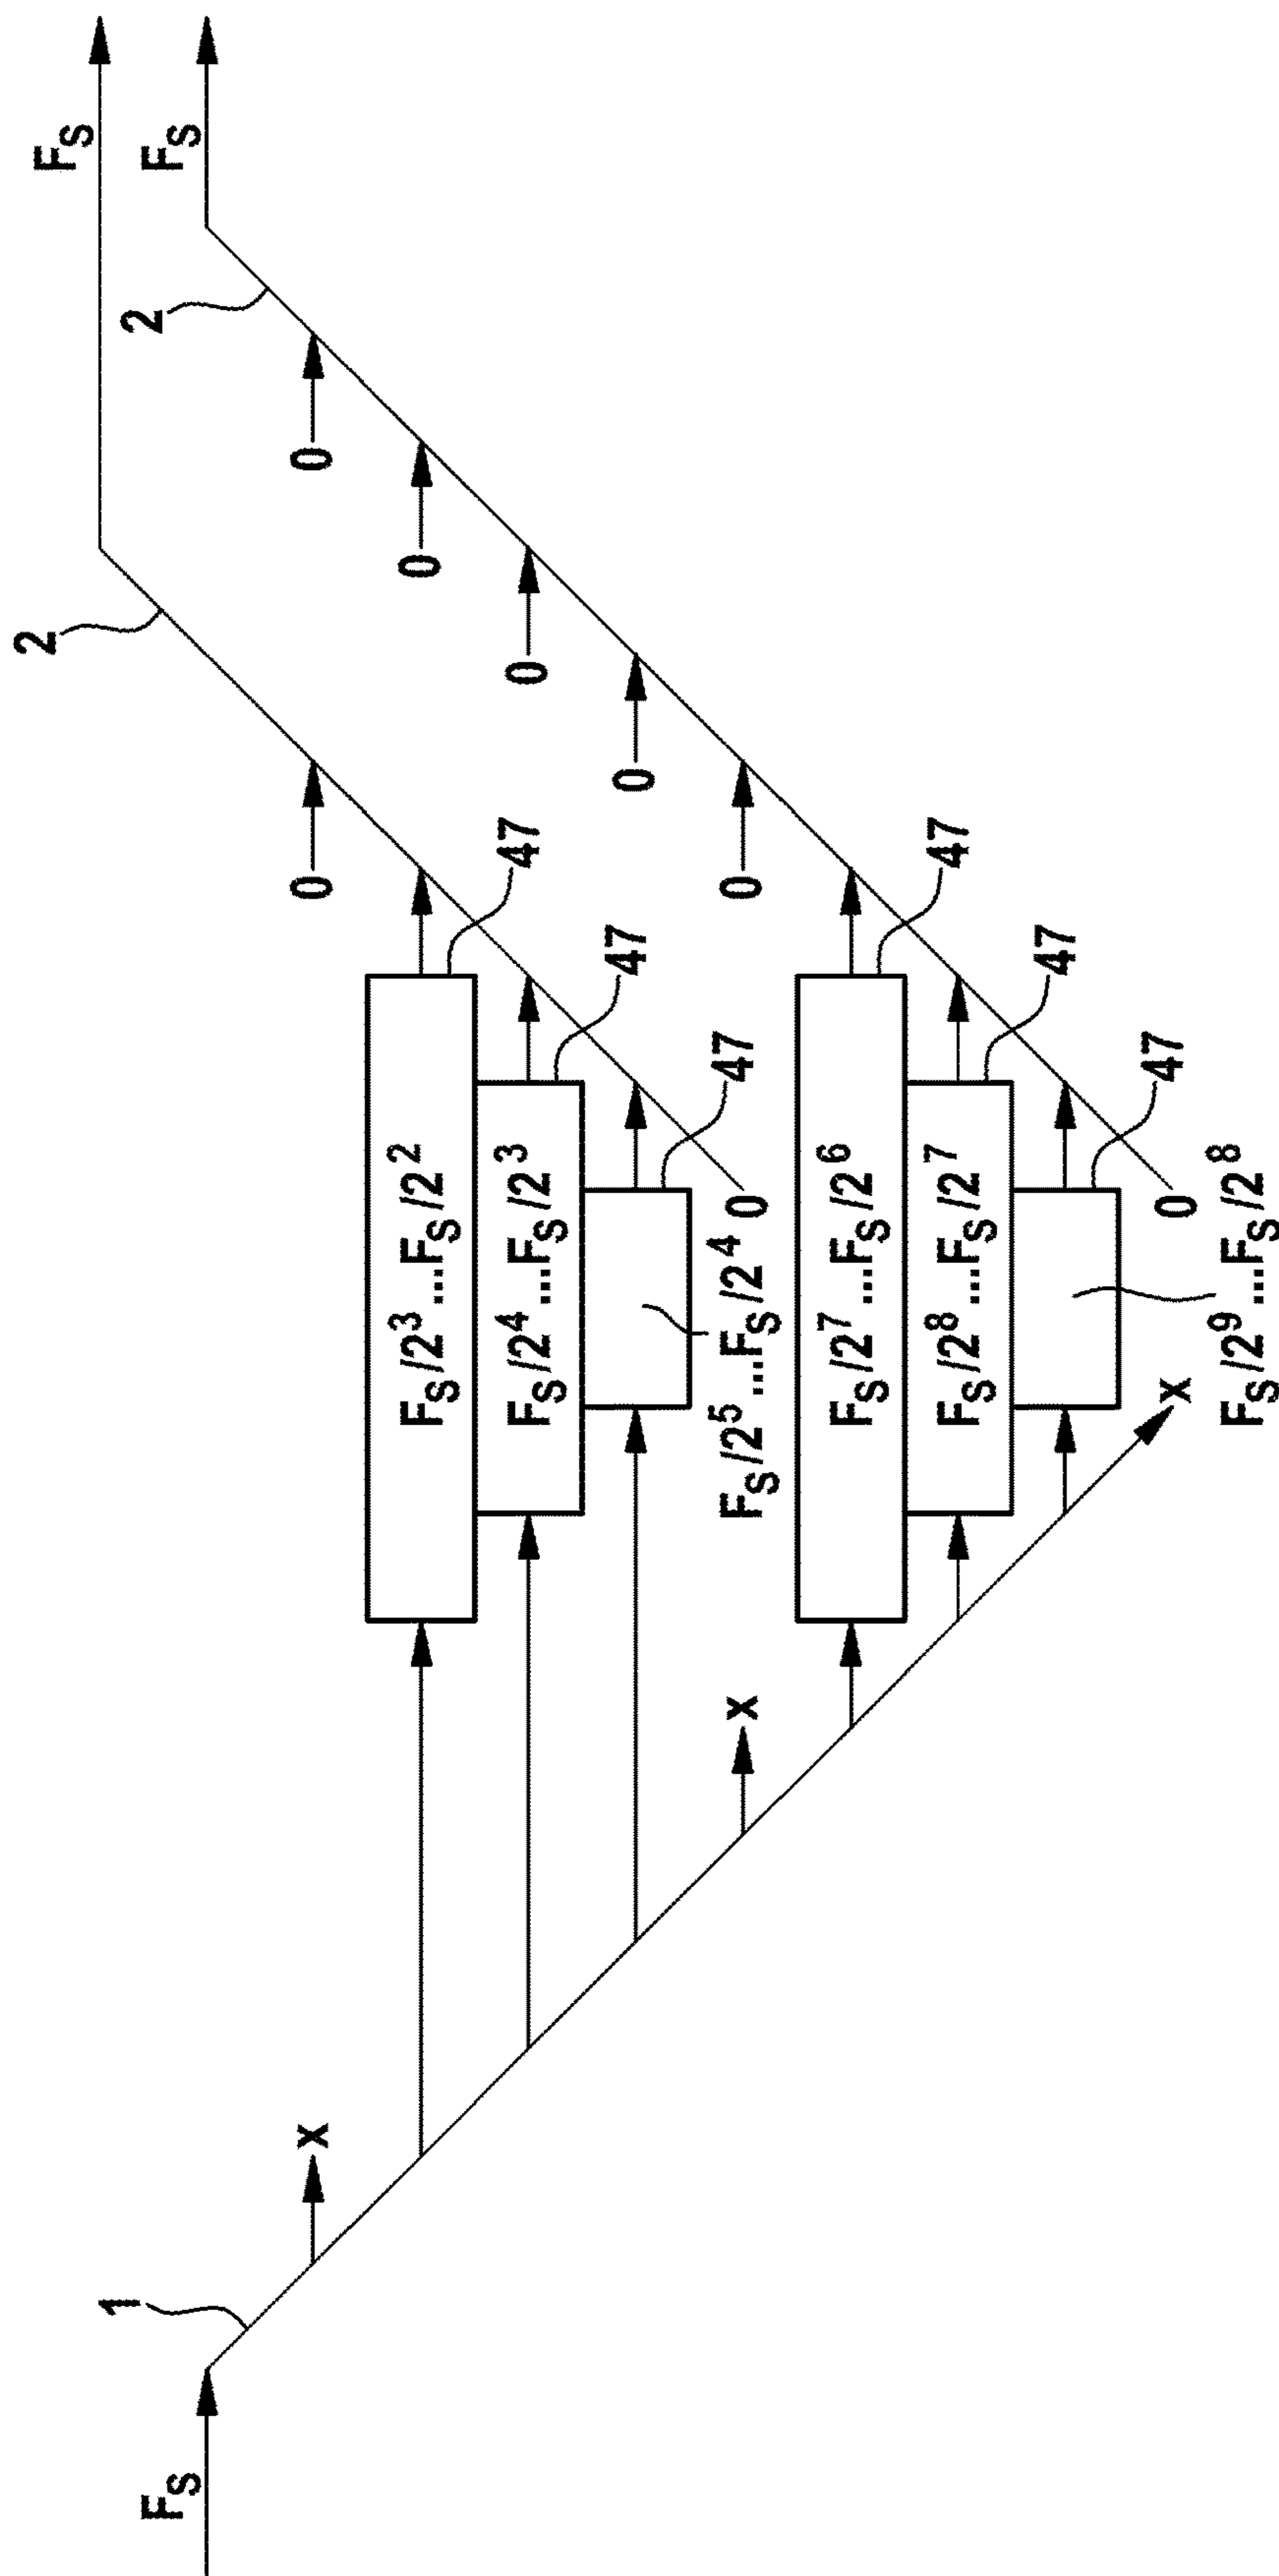 2
F_S
1
2
F_S
F_S
x
0
0
F_S/2^3...F_S/2^2
0
47
F_S/2^4...F_S/2^3
0
47
0
47
x
F_S/2^5...F_S/2^4
0
0
F_S/2^7...F_S/2^6
47
F_S/2^8...F_S/2^7
47
47
x
0
F_S/2^9...F_S/2^8